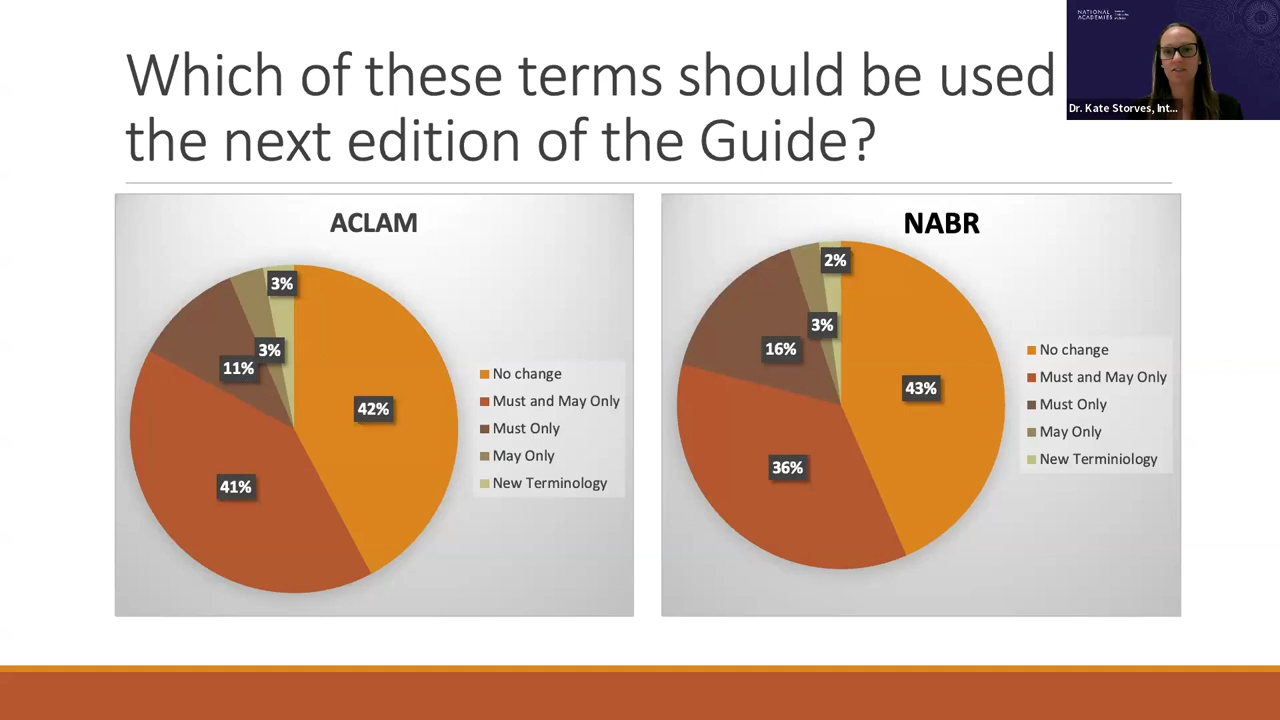 Which of these terms should be used
the next edition of the Guide?
NATIONAL
ACADEMIES
Dr. Kate Storves, Int...
ACLAM
3%
3%
11%
42%
41%
No change
Must and May Only
Must Only
May Only
New Terminology
NABR
2%
3%
16%
43%
36%
No change
Must and May Only
Must Only
May Only
New Terminiology